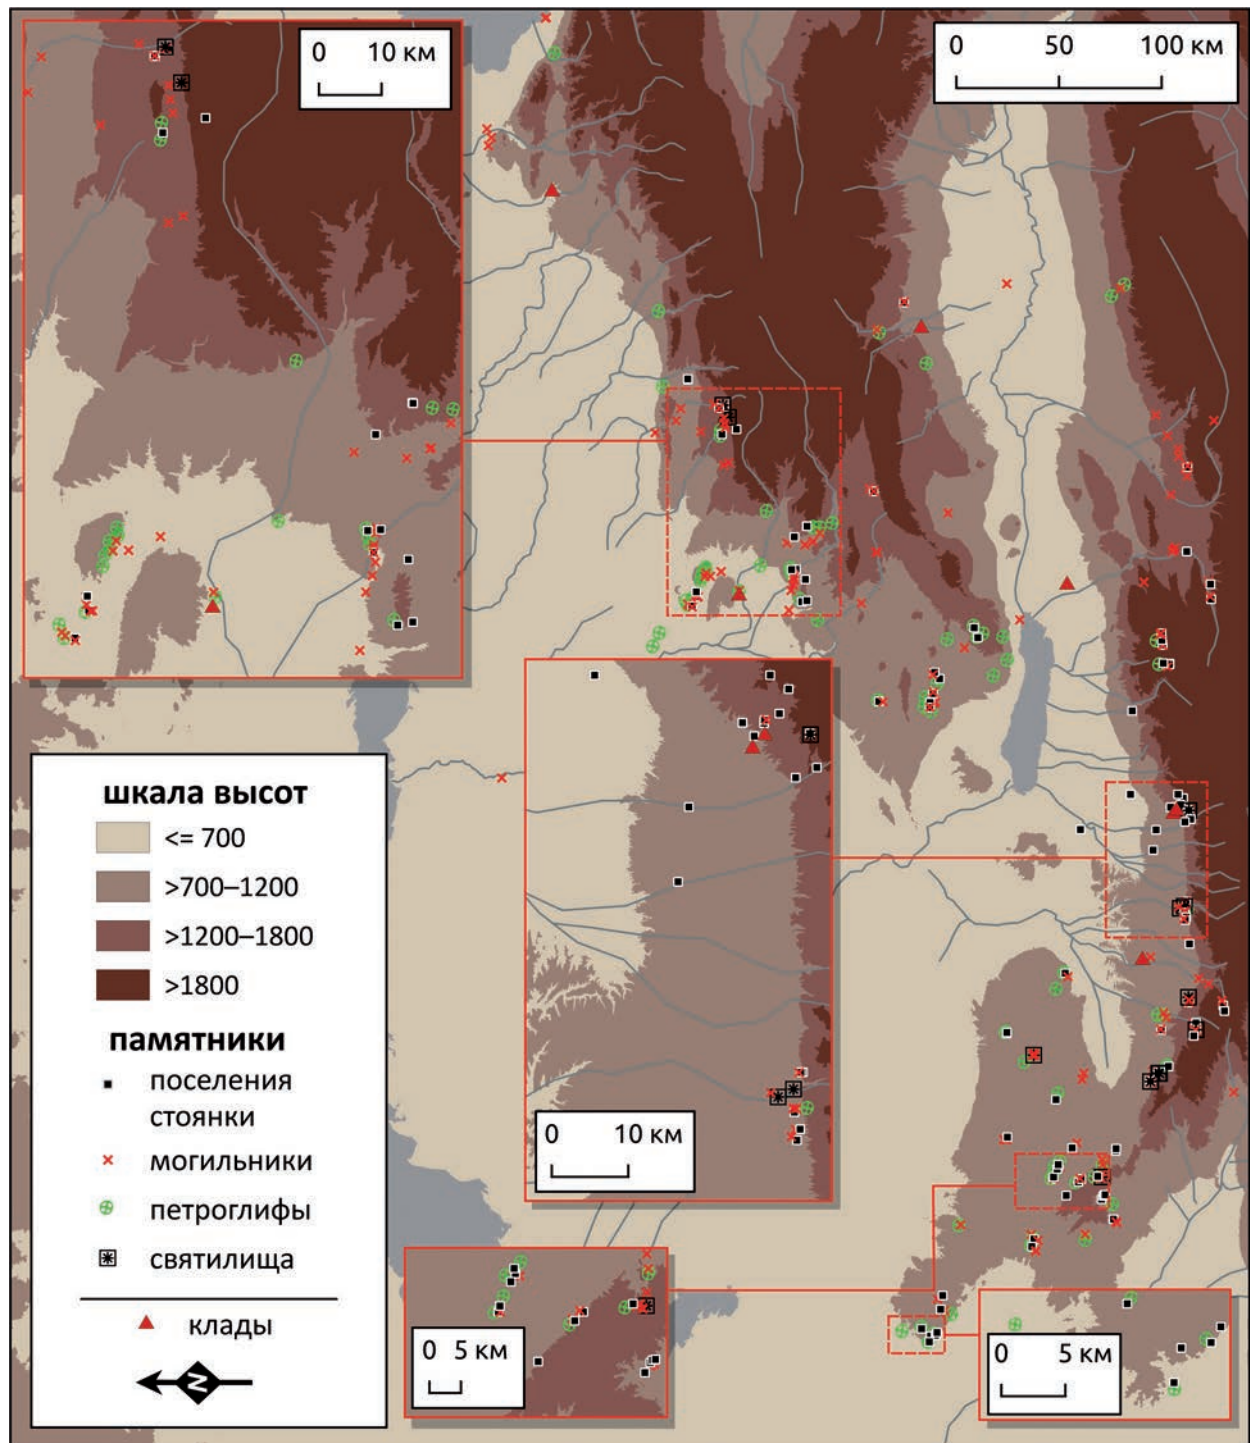 0 10 км
0 50 100 км
шкала высот
<= 700
>700–1200
>1200–1800
>1800
памятники
поселения
стоянки
могильники
петроглифы
святилища
клады
N
0 10 км
0 5 км
0 5 км